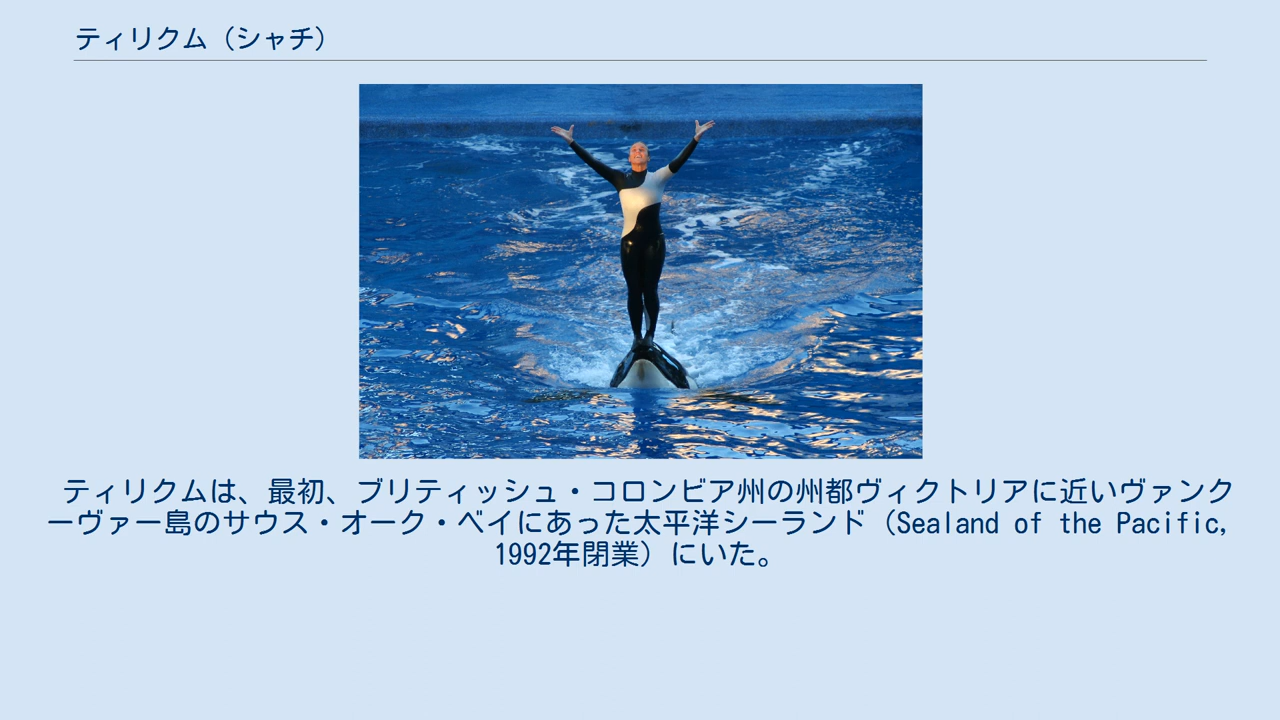 ティリクム（シャチ）
ティリクムは、最初、ブリティッシュ・コロンビア州の州都ヴィクトリアに近いヴァンク
ーヴァー島のサウス・オーク・ベイにあった太平洋シーランド（Sealand of the Pacific,
1992年閉業）にいた。